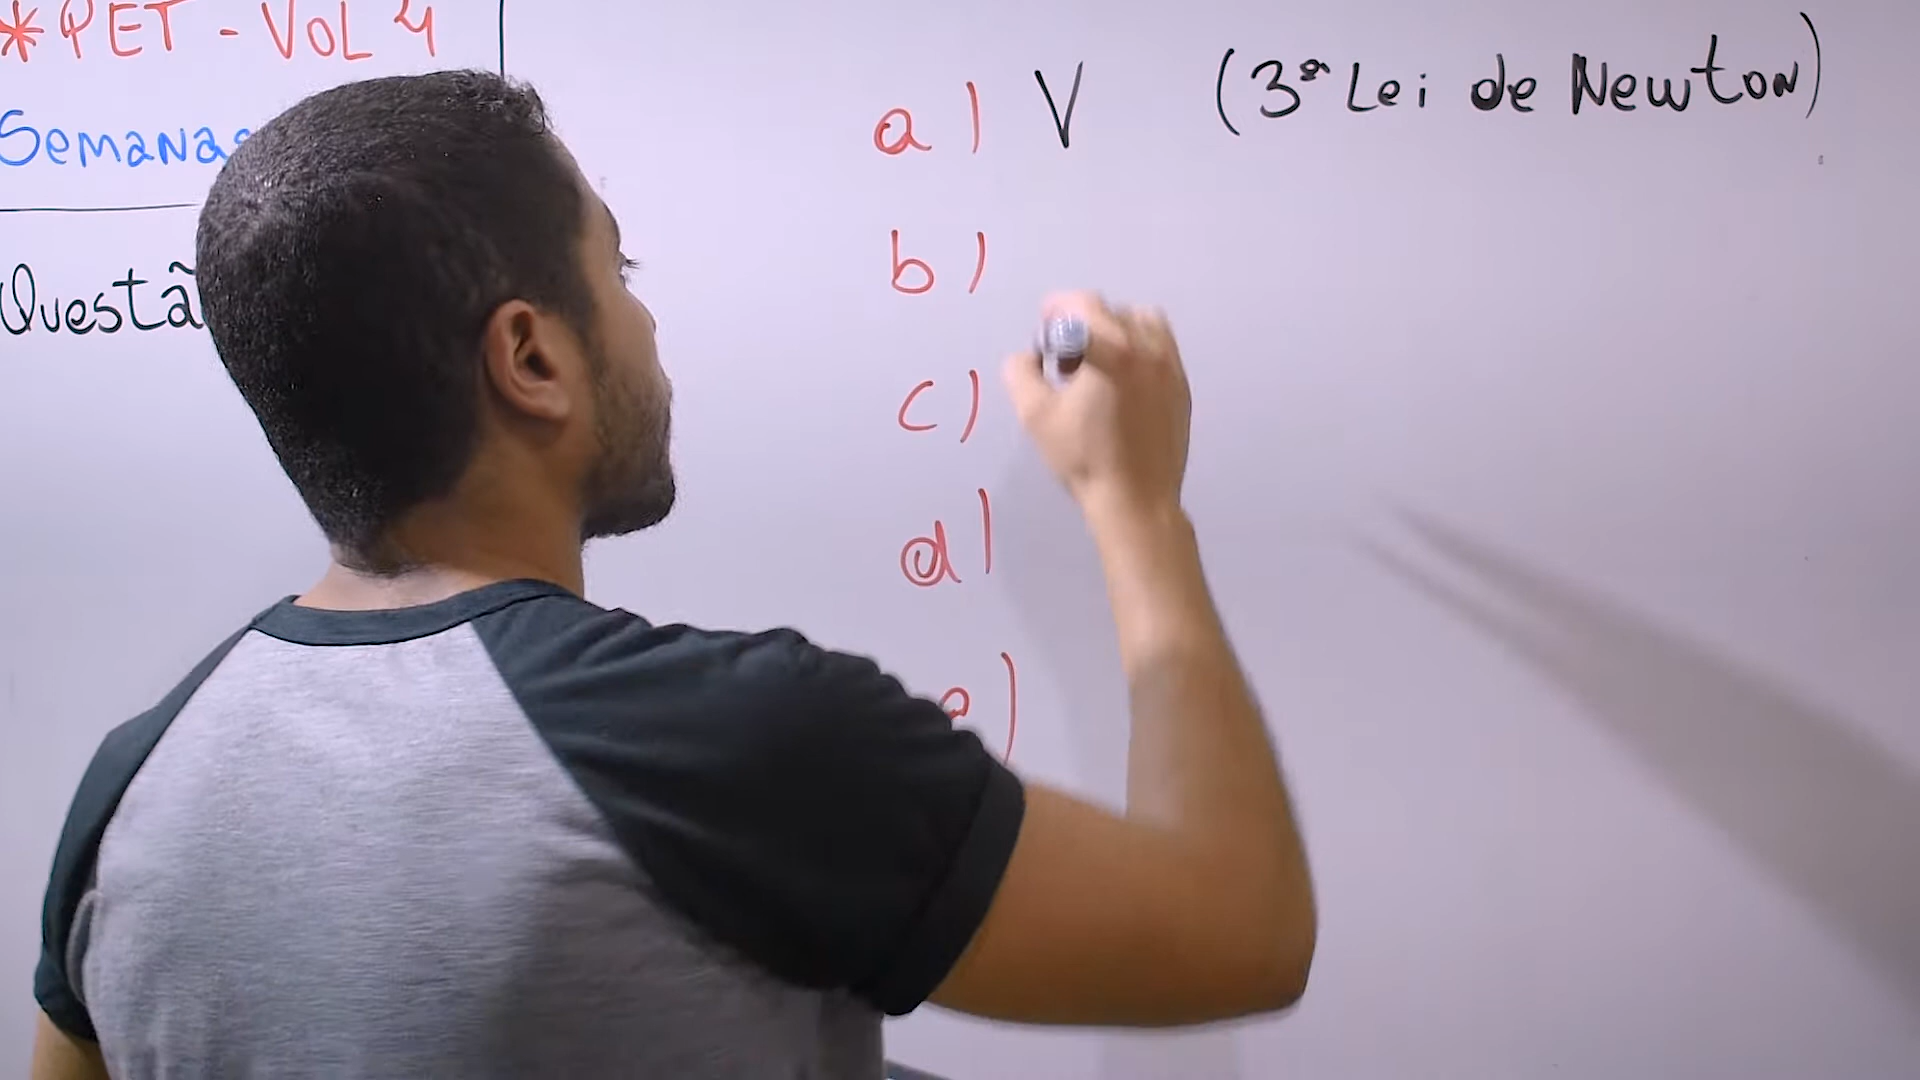 *PET - VOL 4
Semanas
Questã
a) V (3ª Lei de Newton)
b)
c)
d)
e)